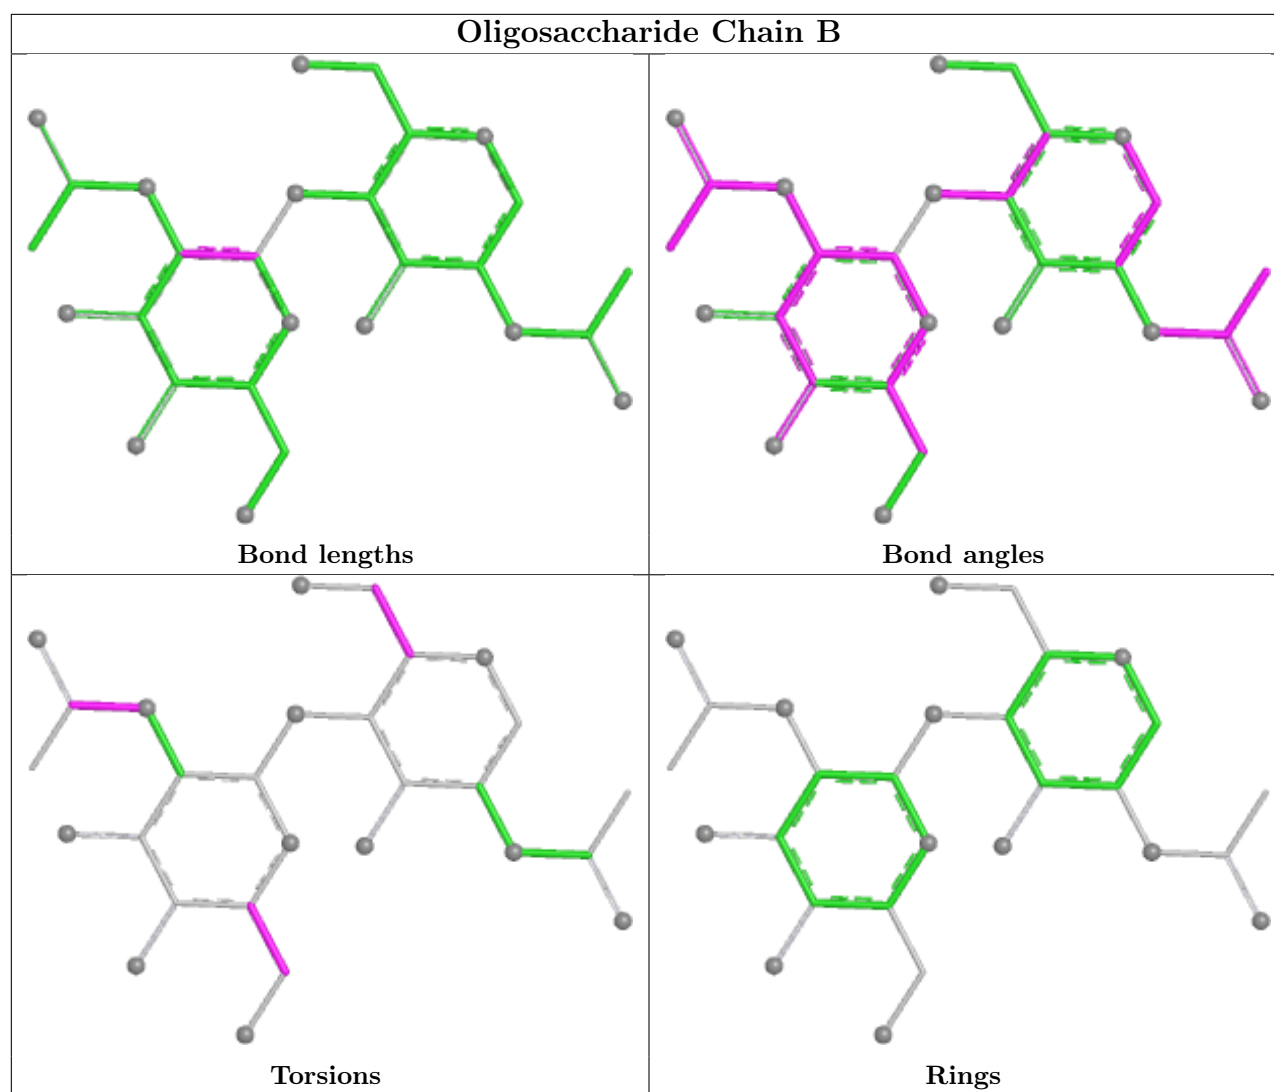 Oligosaccharide Chain B
Bond lengths
Bond angles
Torsions
Rings